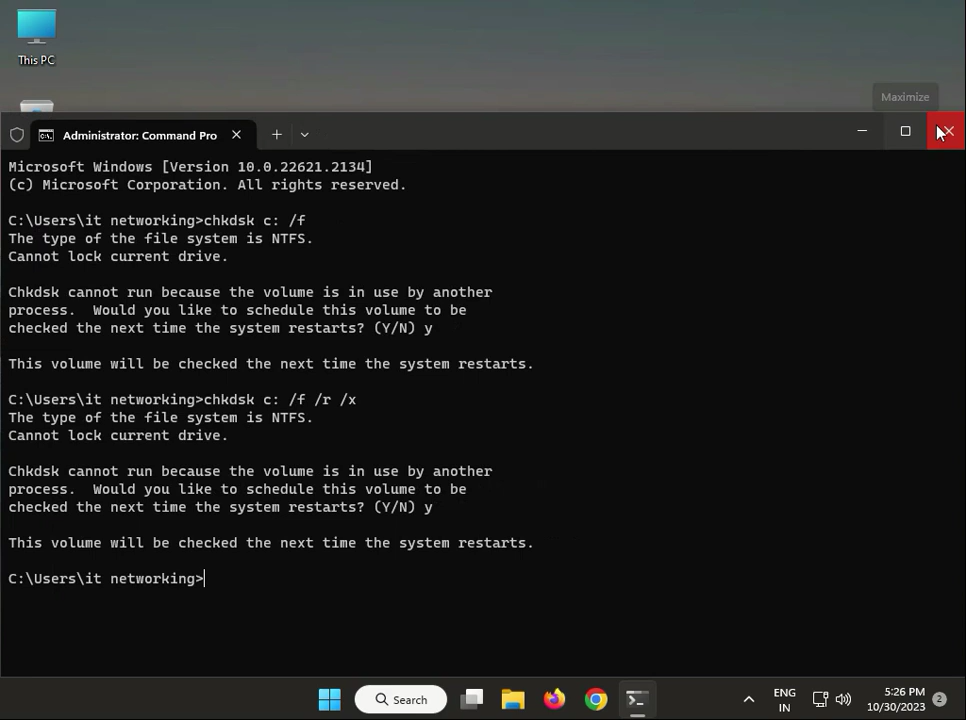 This PC
Maximize
Administrator: Command Pro
Microsoft Windows [Version 10.0.22621.2134]
(c) Microsoft Corporation. All rights reserved.
C:\Users\it networking>chkdsk c: /f
The type of the file system is NTFS.
Cannot lock current drive.
Chkdsk cannot run because the volume is in use by another
process.  Would you like to schedule this volume to be
checked the next time the system restarts? (Y/N) y
This volume will be checked the next time the system restarts.
C:\Users\it networking>chkdsk c: /f /r /x
The type of the file system is NTFS.
Cannot lock current drive.
Chkdsk cannot run because the volume is in use by another
process.  Would you like to schedule this volume to be
checked the next time the system restarts? (Y/N) y
This volume will be checked the next time the system restarts.
C:\Users\it networking>
Search
ENG
IN
5:26 PM
10/30/2023
2